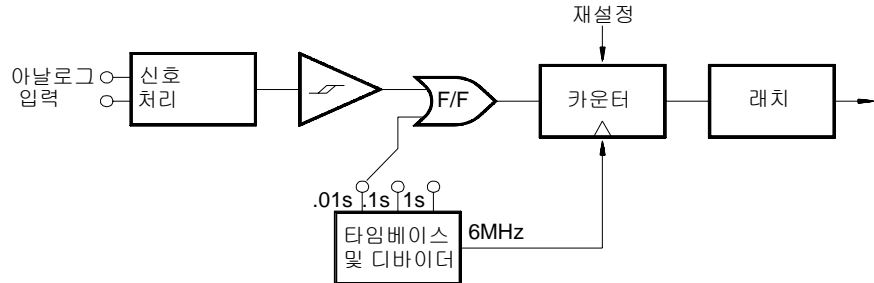 재설정
아날로그
입력
신호
처리
F/F
카운터
래치
.01s .1s 1s
타임베이스
및 디바이더
6MHz